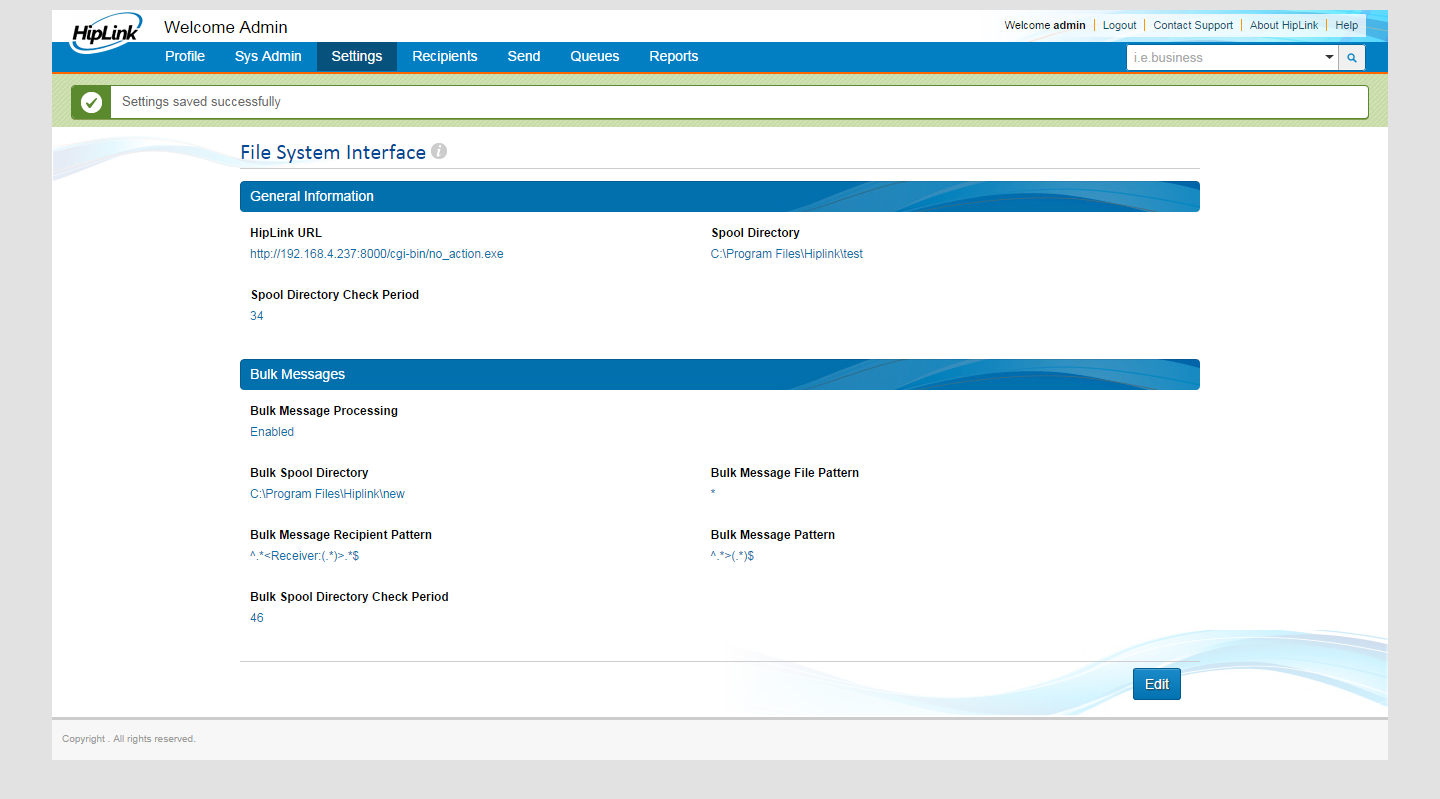 HipLink
Welcome Admin
Welcome admin Logout Contact Support About HipLink Help
Profile Sys Admin Settings Recipients Send Queues Reports
i.e.business
Settings saved successfully
File System Interface i
General Information
HipLink URL Spool Directory
http://192.168.4.237:8000/cgi-bin/no_action.exe C:\Program Files\Hiplink\test
Spool Directory Check Period
34
Bulk Messages
Bulk Message Processing
Enabled
Bulk Spool Directory Bulk Message File Pattern
C:\Program Files\Hiplink\new *
Bulk Message Recipient Pattern Bulk Message Pattern
^.*<Receiver:(.*)>.*$ ^.*>(.*)$
Bulk Spool Directory Check Period
46
Edit
Copyright . All rights reserved.